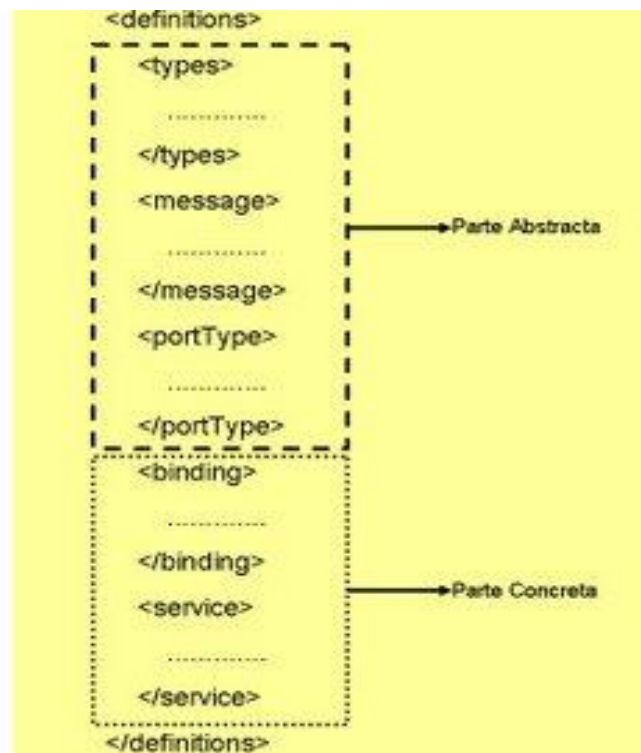 <definitions>
<types>
.............
</types>
<message>
.............
</message>
<portType>
.............
</portType>
<binding>
.............
</binding>
<service>
.............
</service>
</definitions>
Parte Abstracta
Parte Concreta